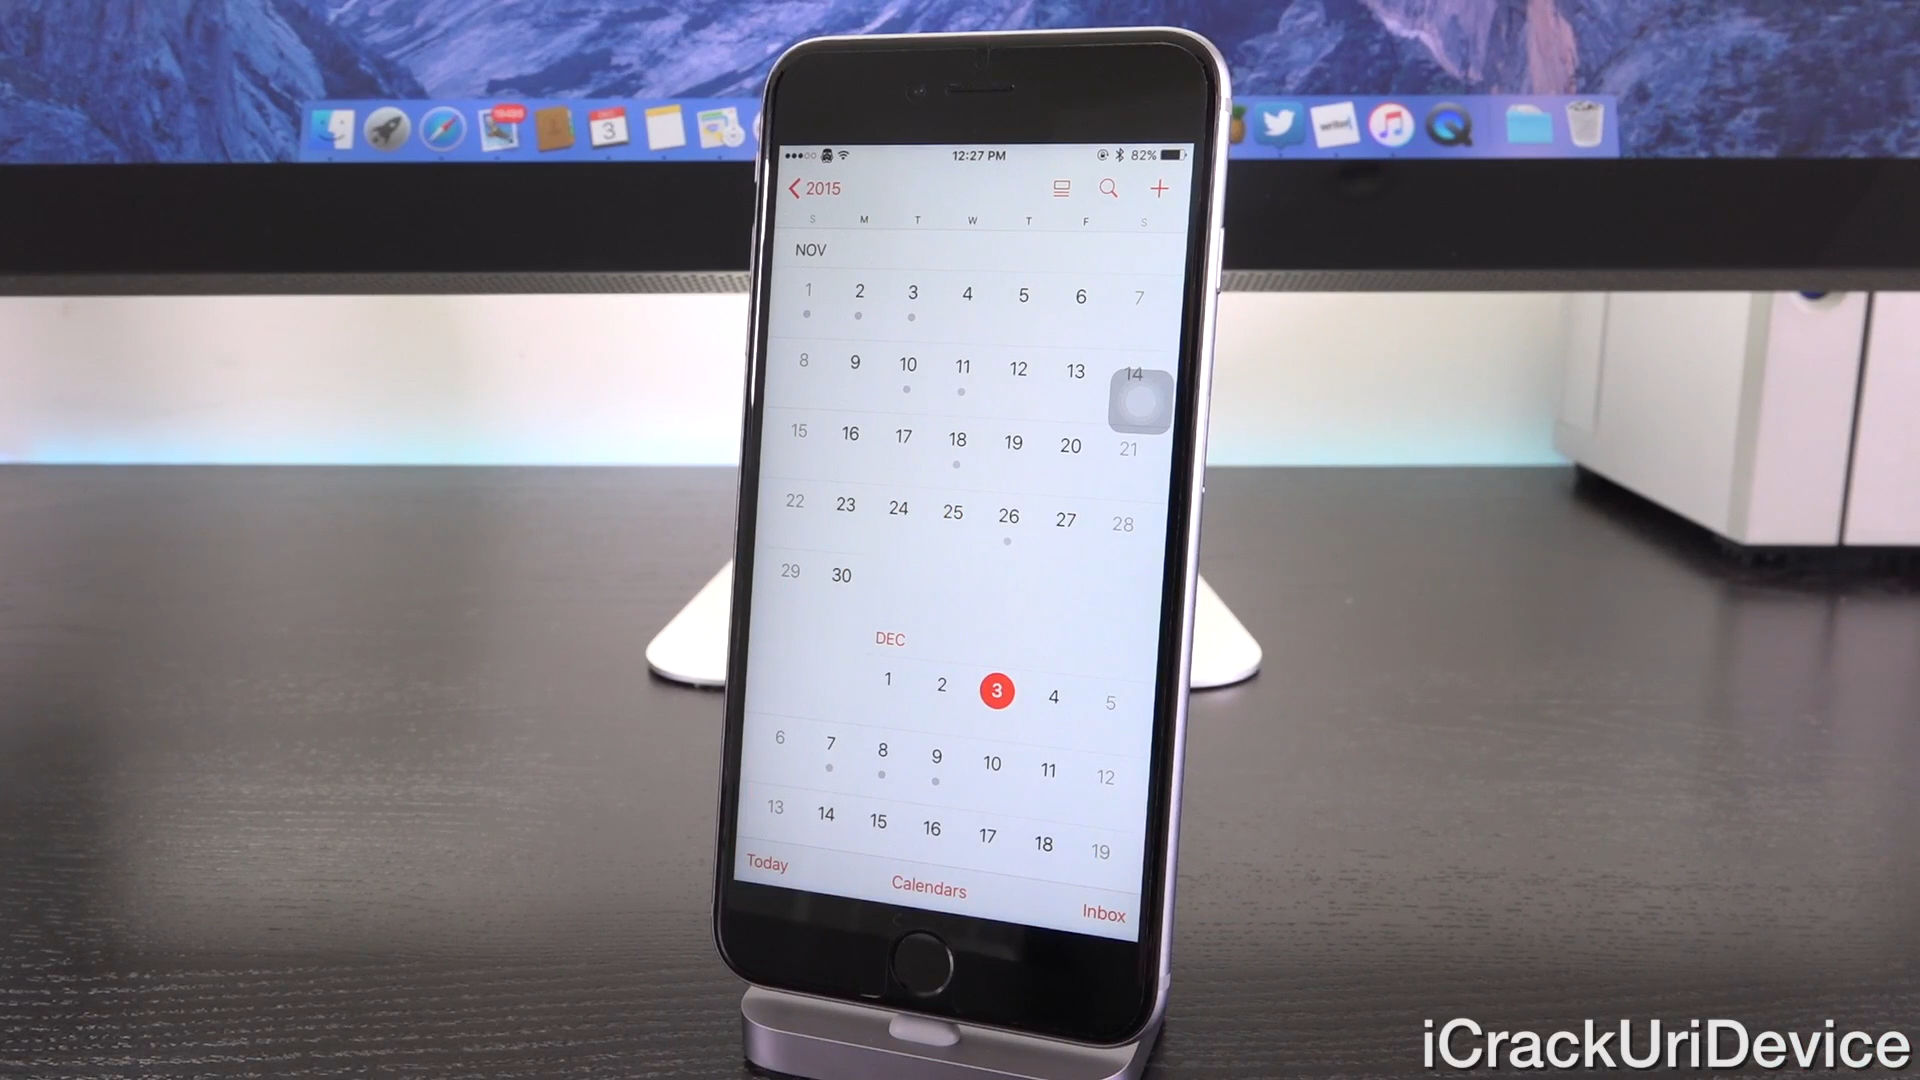 12:27 PM 82%
2015
S M T W T F S
NOV
1 2 3 4 5 6 7
8 9 10 11 12 13 14
15 16 17 18 19 20 21
22 23 24 25 26 27 28
29 30
DEC
1 2 3 4 5
6 7 8 9 10 11 12
13 14 15 16 17 18 19
Today Calendars Inbox
3
writer
iCrackUriDevice